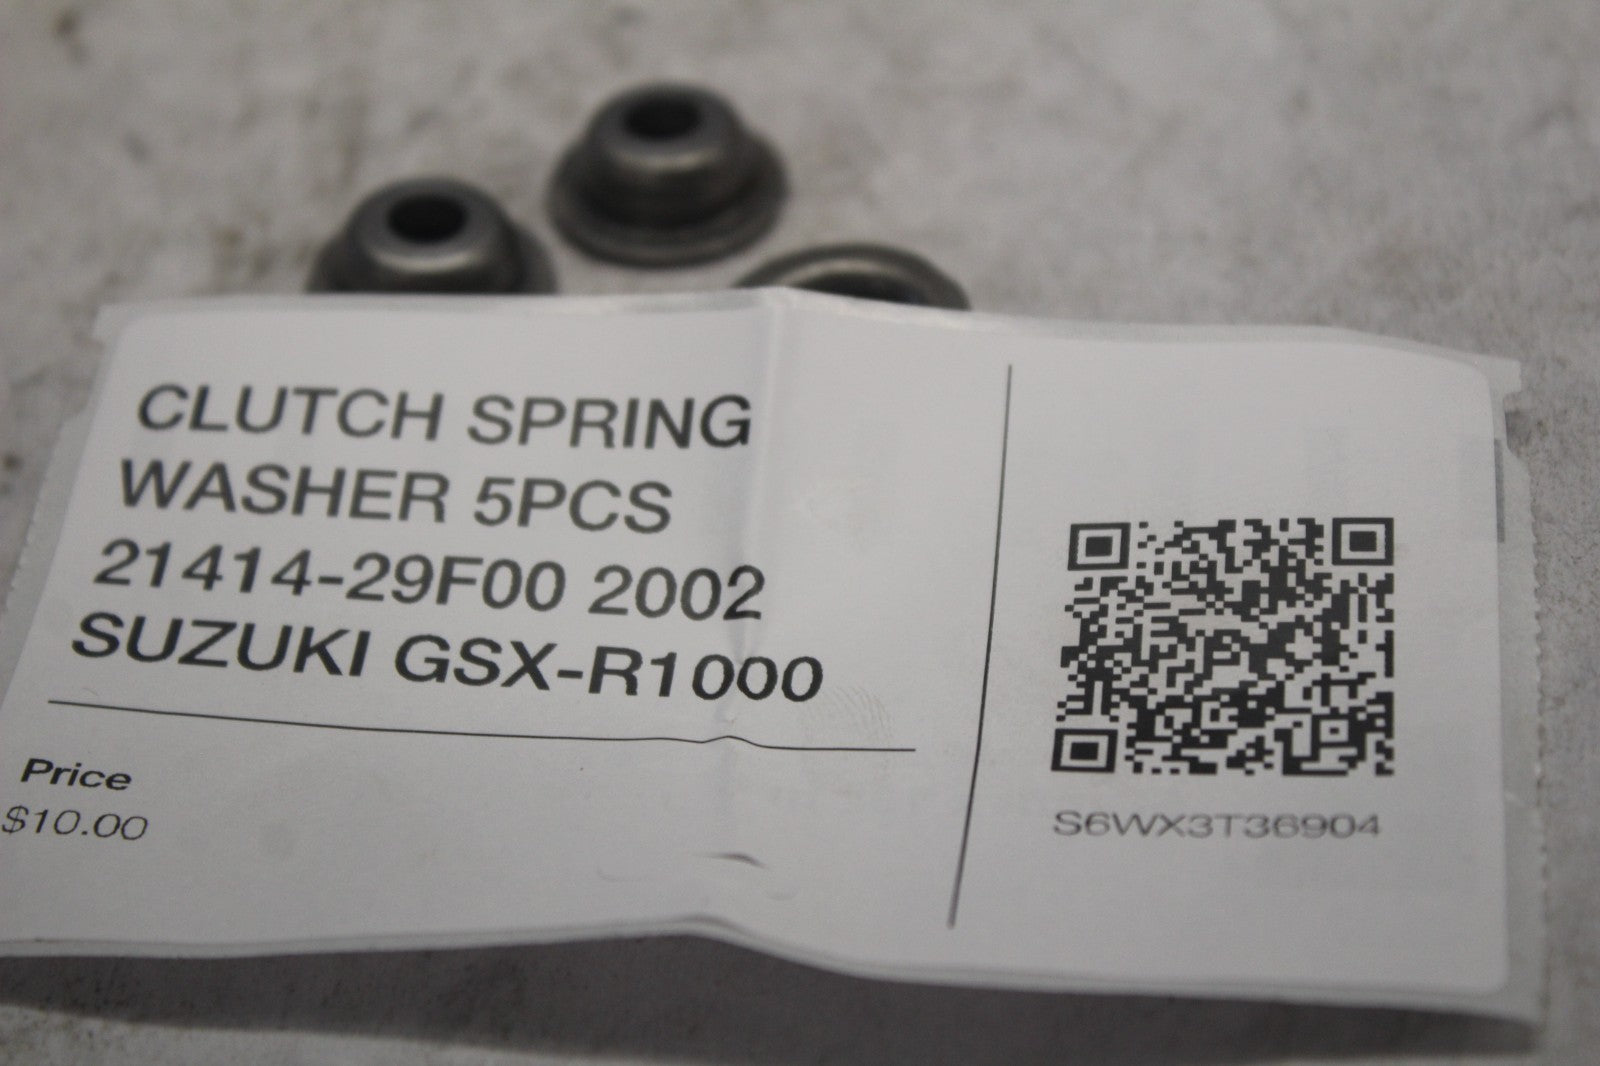 CLUTCH SPRING
WASHER 5PCS
21414-29F00 2002
SUZUKI GSX-R1000
Price
$10.00
S6WX3T36904